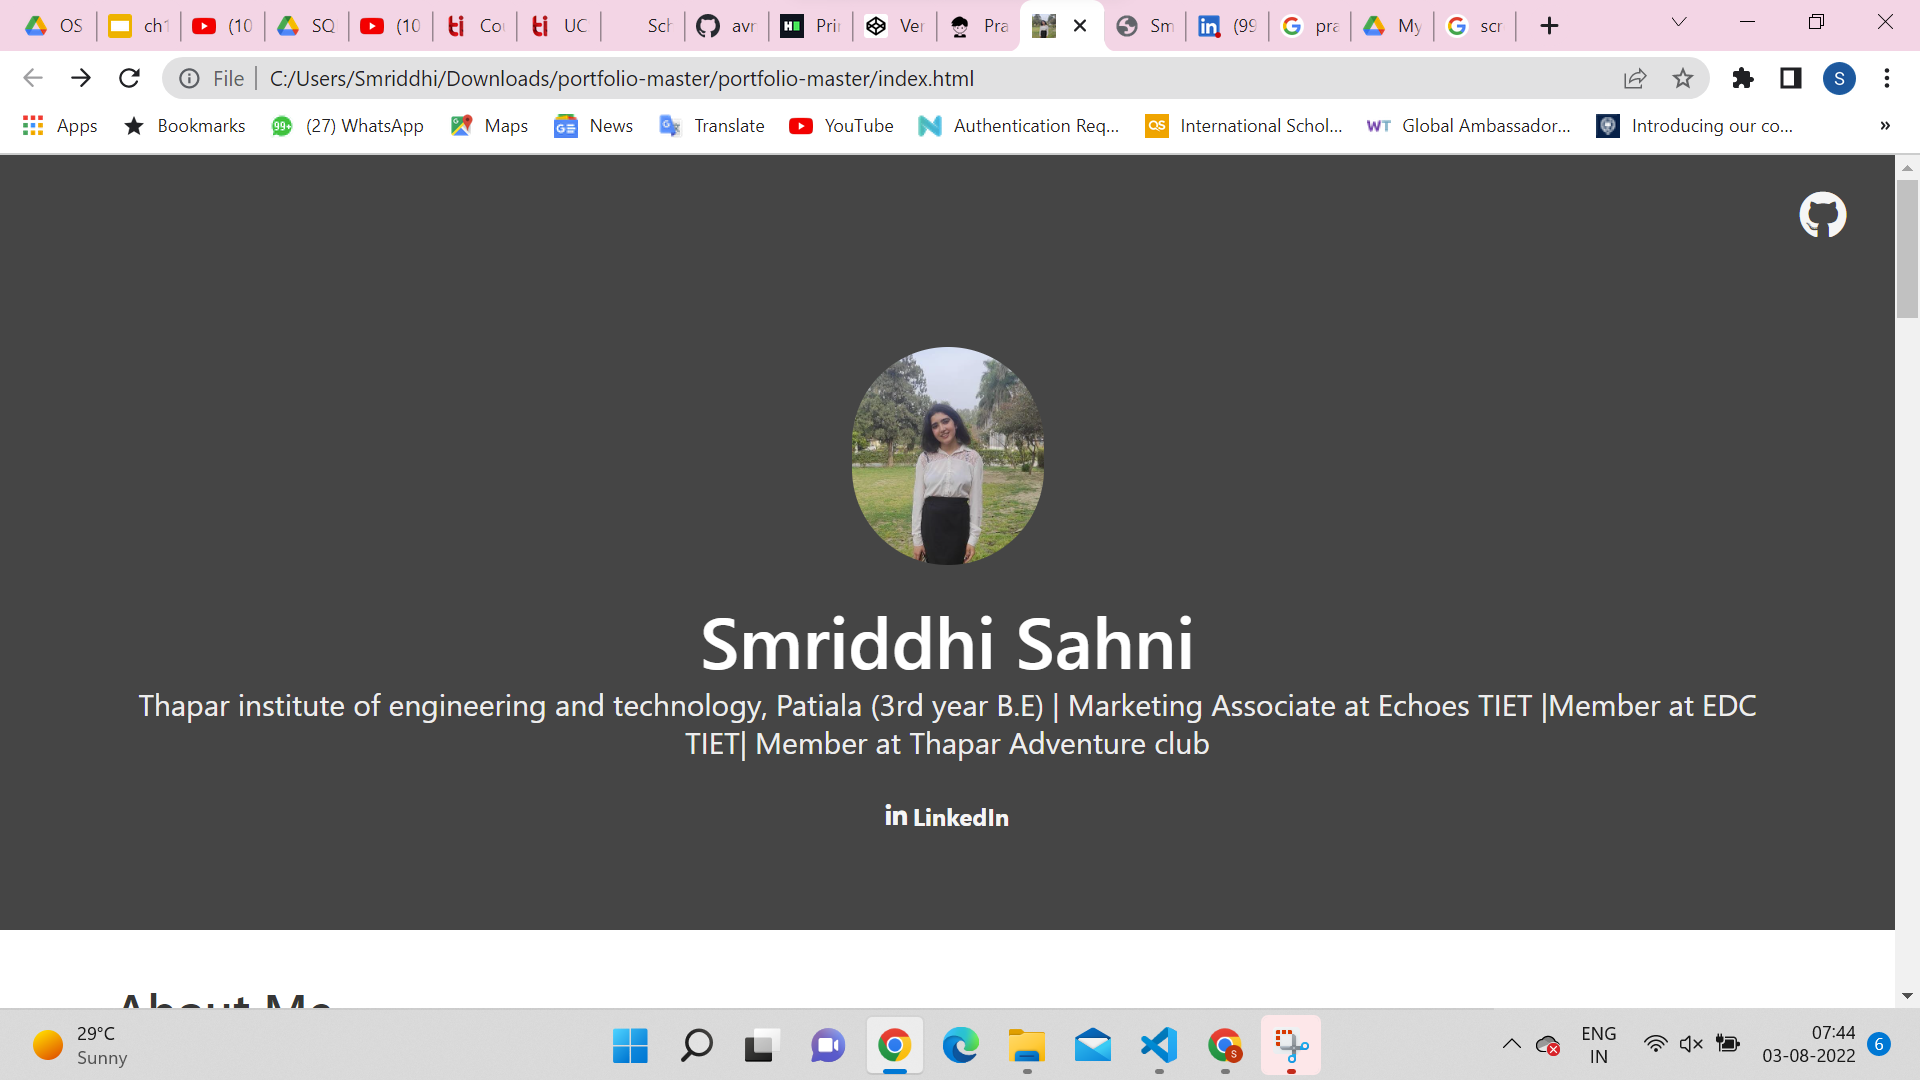 OS
ch1
(10
SQ
(10
Co
UC
Sch
avr
Prin
Ver
Pra
Sm
(99
pra
My
scr
File
C:/Users/Smriddhi/Downloads/portfolio-master/portfolio-master/index.html
S
Apps
Bookmarks
(27) WhatsApp
Maps
News
Translate
YouTube
Authentication Req...
International Schol...
Global Ambassador...
Introducing our co...
»
Smriddhi Sahni
Thapar institute of engineering and technology, Patiala (3rd year B.E) | Marketing Associate at Echoes TIET |Member at EDC
TIET| Member at Thapar Adventure club
in LinkedIn
About Me
29°C
Sunny
ENG
IN
07:44
03-08-2022
6